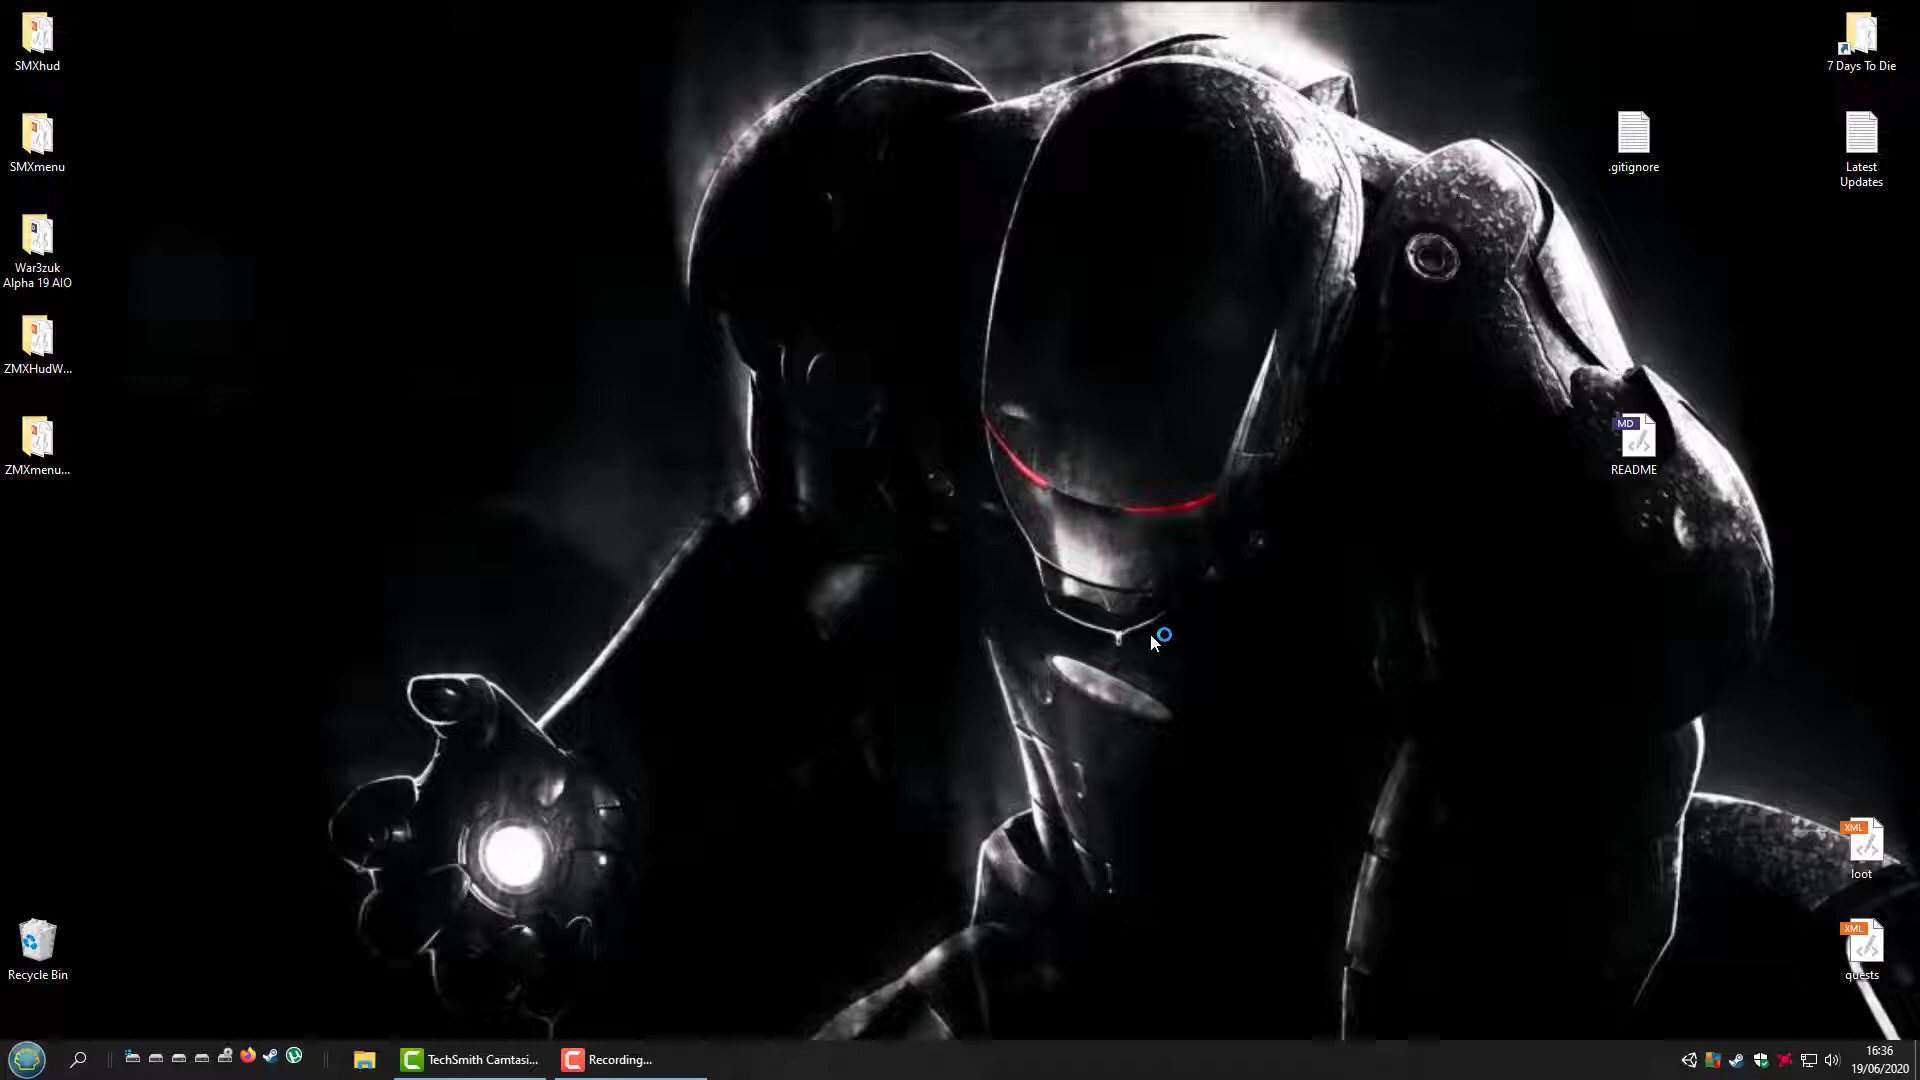 SMXhud
7 Days To Die
SMXmenu
.gitignore
Latest
Updates
War3zuk
Alpha 19 AIO
ZMXHudW...
ZMXmenu...
MD
README
XML
loot
XML
quests
Recycle Bin
TechSmith Camtasi...
Recording...
16:36
19/06/2020